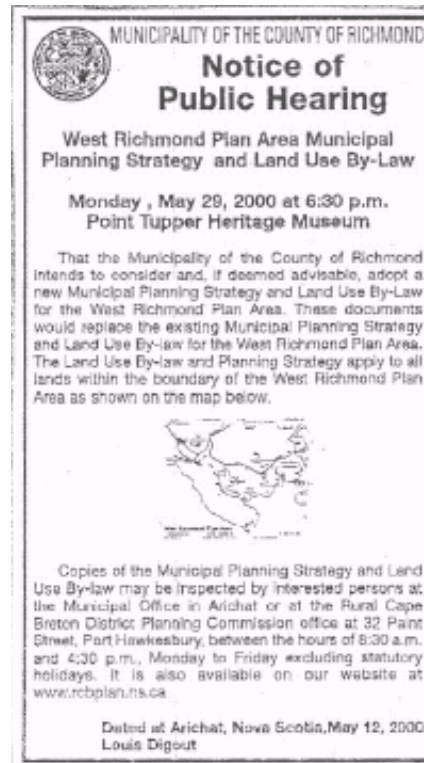 MUNICIPALITY OF THE COUNTY OF RICHMOND
Notice of
Public Hearing
West Richmond Plan Area Municipal
Planning Strategy and Land Use By-Law
Monday , May 29, 2000 at 6:30 p.m.
Point Tupper Heritage Museum
That the Municipality of the County of Richmond
intends to consider and, if deemed advisable, adopt a
new Municipal Planning Strategy and Land Use By-Law
for the West Richmond Plan Area. These documents
would replace the existing Municipal Planning Strategy
and Land Use By-law for the West Richmond Plan Area.
The Land Use By-law and Planning Strategy apply to all
lands within the boundary of the West Richmond Plan
Area as shown on the map below.
Copies of the Municipal Planning Strategy and Land
Use By-law may be inspected by interested persons at
the Municipal Office in Arichat or at the Rural Cape
Breton District Planning Commission office at 32 Paint
Street, Port Hawkesbury, between the hours of 8:30 a.m.
and 4:30 p.m., Monday to Friday excluding statutory
holidays. It is also available on our website at
www.rcbplan.ns.ca
Dated at Arichat, Nova Scotia,May 12, 2000
Louis Digout